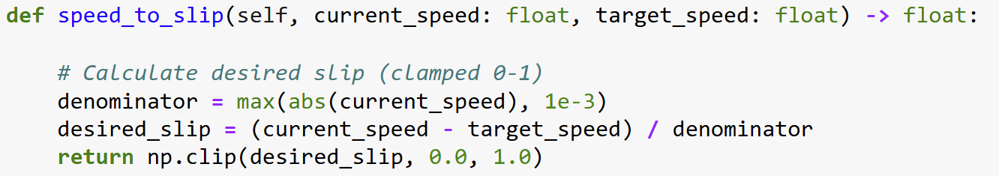 def speed_to_slip(self, current_speed: float, target_speed: float) -> float:
# Calculate desired slip (clamped 0-1)
denominator = max(abs(current_speed), 1e-3)
desired_slip = (current_speed - target_speed) / denominator
return np.clip(desired_slip, 0.0, 1.0)